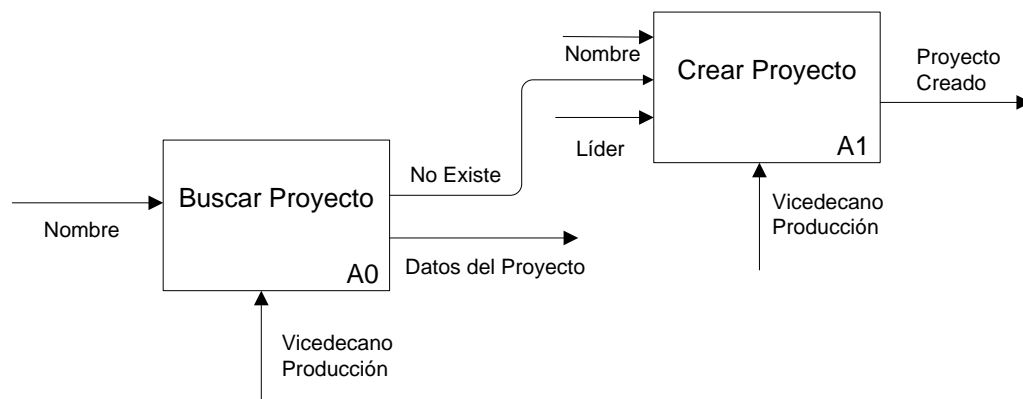 Nombre
Crear Proyecto
Proyecto
Creado
Líder
A1
No Existe
Buscar Proyecto
Nombre
Vicedecano
Producción
Datos del Proyecto
A0
Vicedecano
Producción